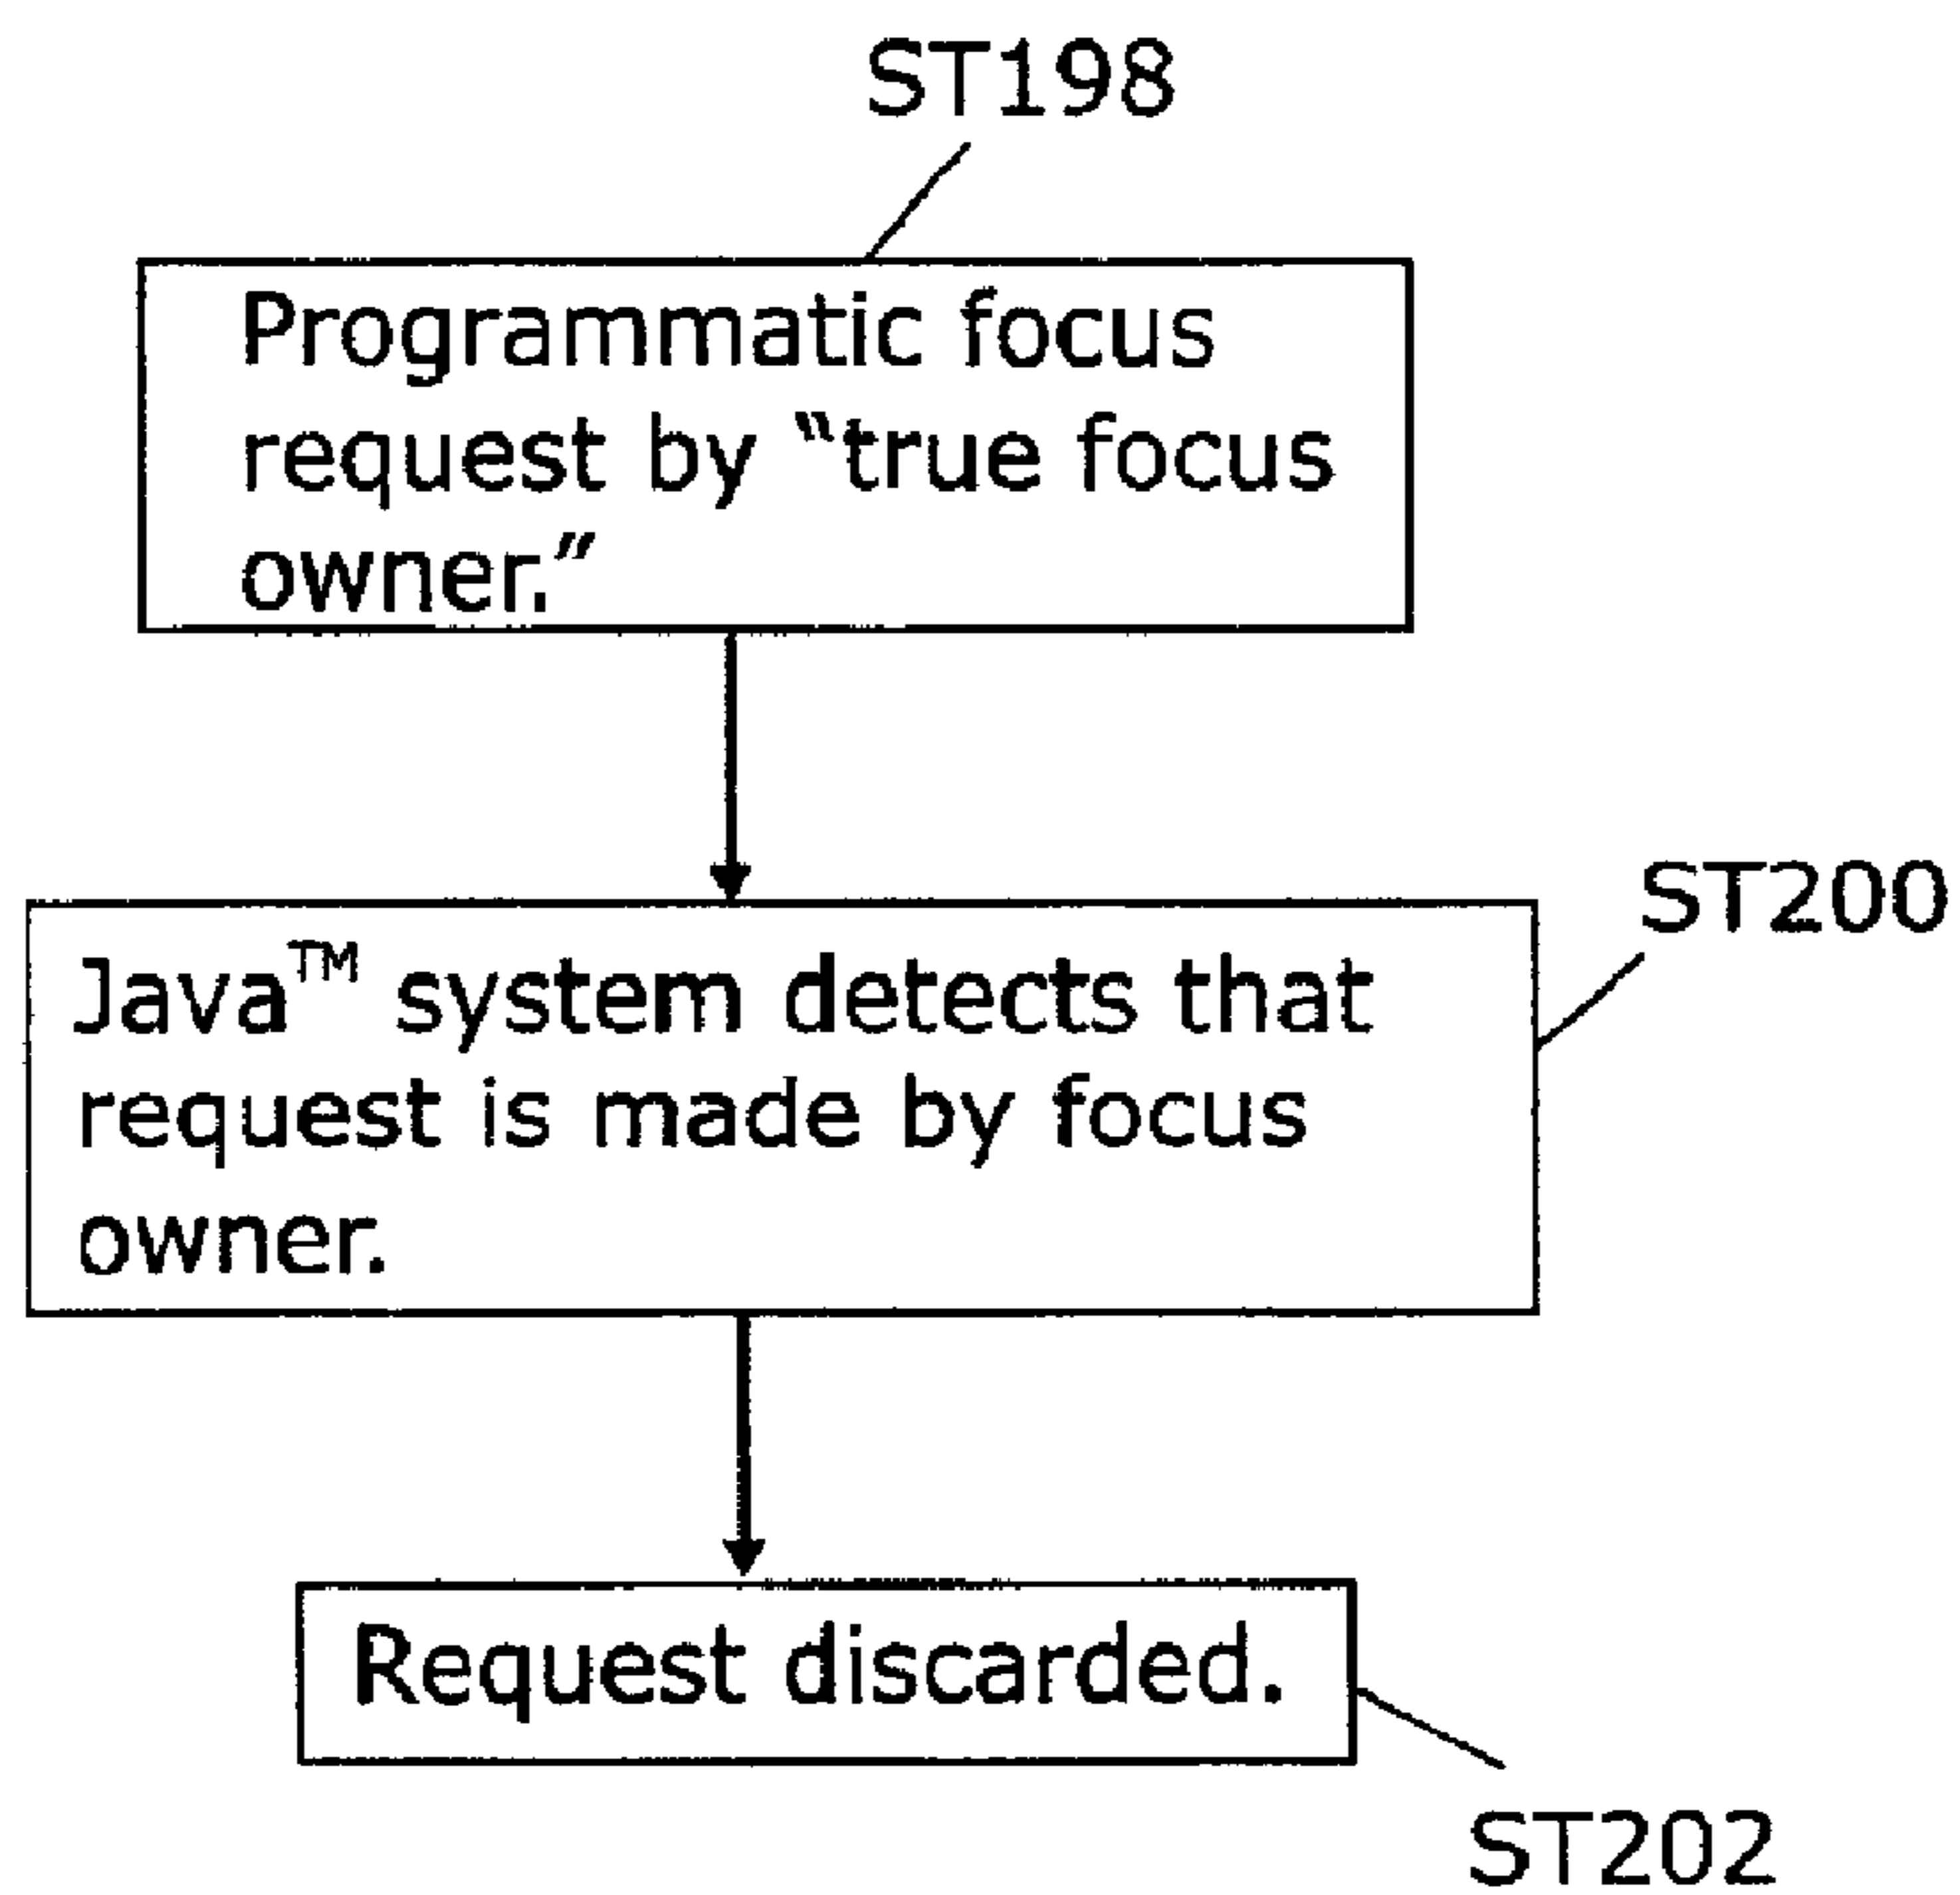 ST198
Programmatic focus
request by “true focus
owner.”
ST200
Java™ system detects that
request is made by focus
owner.
Request discarded.
ST202